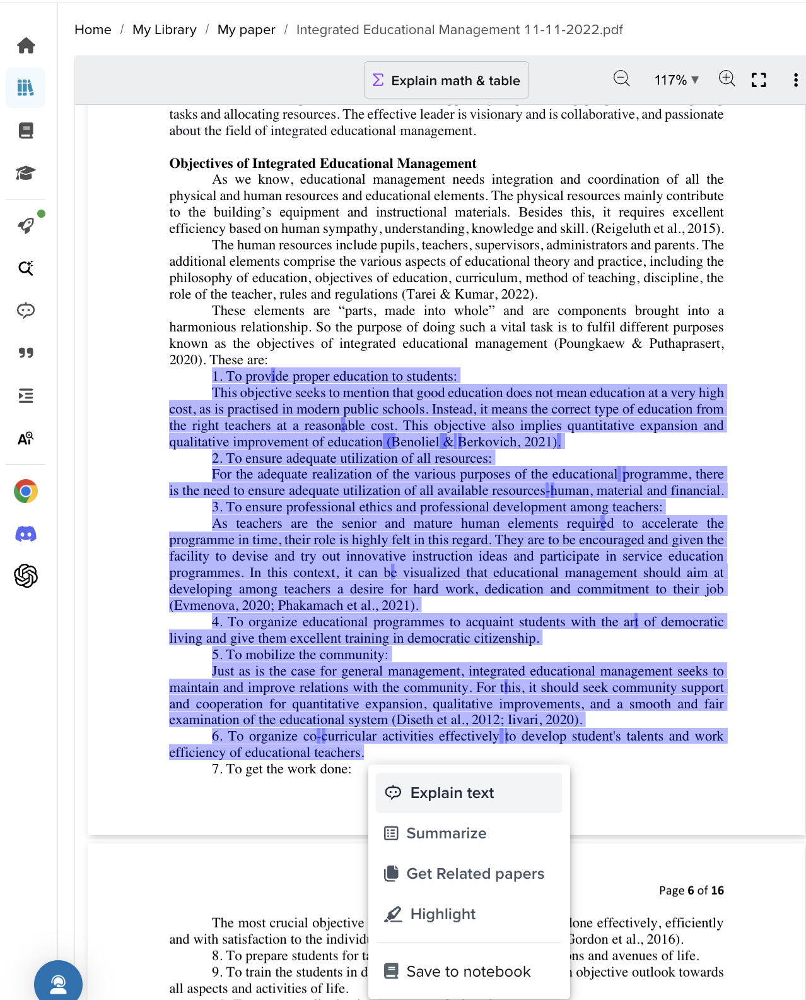 Home / My Library / My paper / Integrated Educational Management 11-11-2022.pdf
Σ Explain math & table
117% ▼
tasks and allocating resources. The effective leader is visionary and is collaborative, and passionate
about the field of integrated educational management.
Objectives of Integrated Educational Management
As we know, educational management needs integration and coordination of all the
physical and human resources and educational elements. The physical resources mainly contribute
to the building’s equipment and instructional materials. Besides this, it requires excellent
efficiency based on human sympathy, understanding, knowledge and skill. (Reigeluth et al., 2015).
The human resources include pupils, teachers, supervisors, administrators and parents. The
additional elements comprise the various aspects of educational theory and practice, including the
philosophy of education, objectives of education, curriculum, method of teaching, discipline, the
role of the teacher, rules and regulations (Tarei & Kumar, 2022).
These elements are “parts, made into whole” and are components brought into a
harmonious relationship. So the purpose of doing such a vital task is to fulfil different purposes
known as the objectives of integrated educational management (Poungkaew & Puthaprasert,
2020). These are:
1. To provide proper education to students:
This objective seeks to mention that good education does not mean education at a very high
cost, as is practised in modern public schools. Instead, it means the correct type of education from
the right teachers at a reasonable cost. This objective also implies quantitative expansion and
qualitative improvement of education (Benoliel & Berkovich, 2021).
2. To ensure adequate utilization of all resources:
For the adequate realization of the various purposes of the educational programme, there
is the need to ensure adequate utilization of all available resources-human, material and financial.
3. To ensure professional ethics and professional development among teachers:
As teachers are the senior and mature human elements required to accelerate the
programme in time, their role is highly felt in this regard. They are to be encouraged and given the
facility to devise and try out innovative instruction ideas and participate in service education
programmes. In this context, it can be visualized that educational management should aim at
developing among teachers a desire for hard work, dedication and commitment to their job
(Evmenova, 2020; Phakamach et al., 2021).
4. To organize educational programmes to acquaint students with the art of democratic
living and give them excellent training in democratic citizenship.
5. To mobilize the community:
Just as is the case for general management, integrated educational management seeks to
maintain and improve relations with the community. For this, it should seek community support
and cooperation for quantitative expansion, qualitative improvements, and a smooth and fair
examination of the educational system (Diseth et al., 2012; Iivari, 2020).
6. To organize co-curricular activities effectively to develop student's talents and work
efficiency of educational teachers.
7. To get the work done:
Explain text
Summarize
Get Related papers
Highlight
Save to notebook
Page 6 of 16
The most crucial objective done effectively, efficiently
and with satisfaction to the Gordon et al., 2016).
8. To prepare students for and avenues of life.
9. To train the students in objective outlook towards
all aspects and activities of life.
Ai